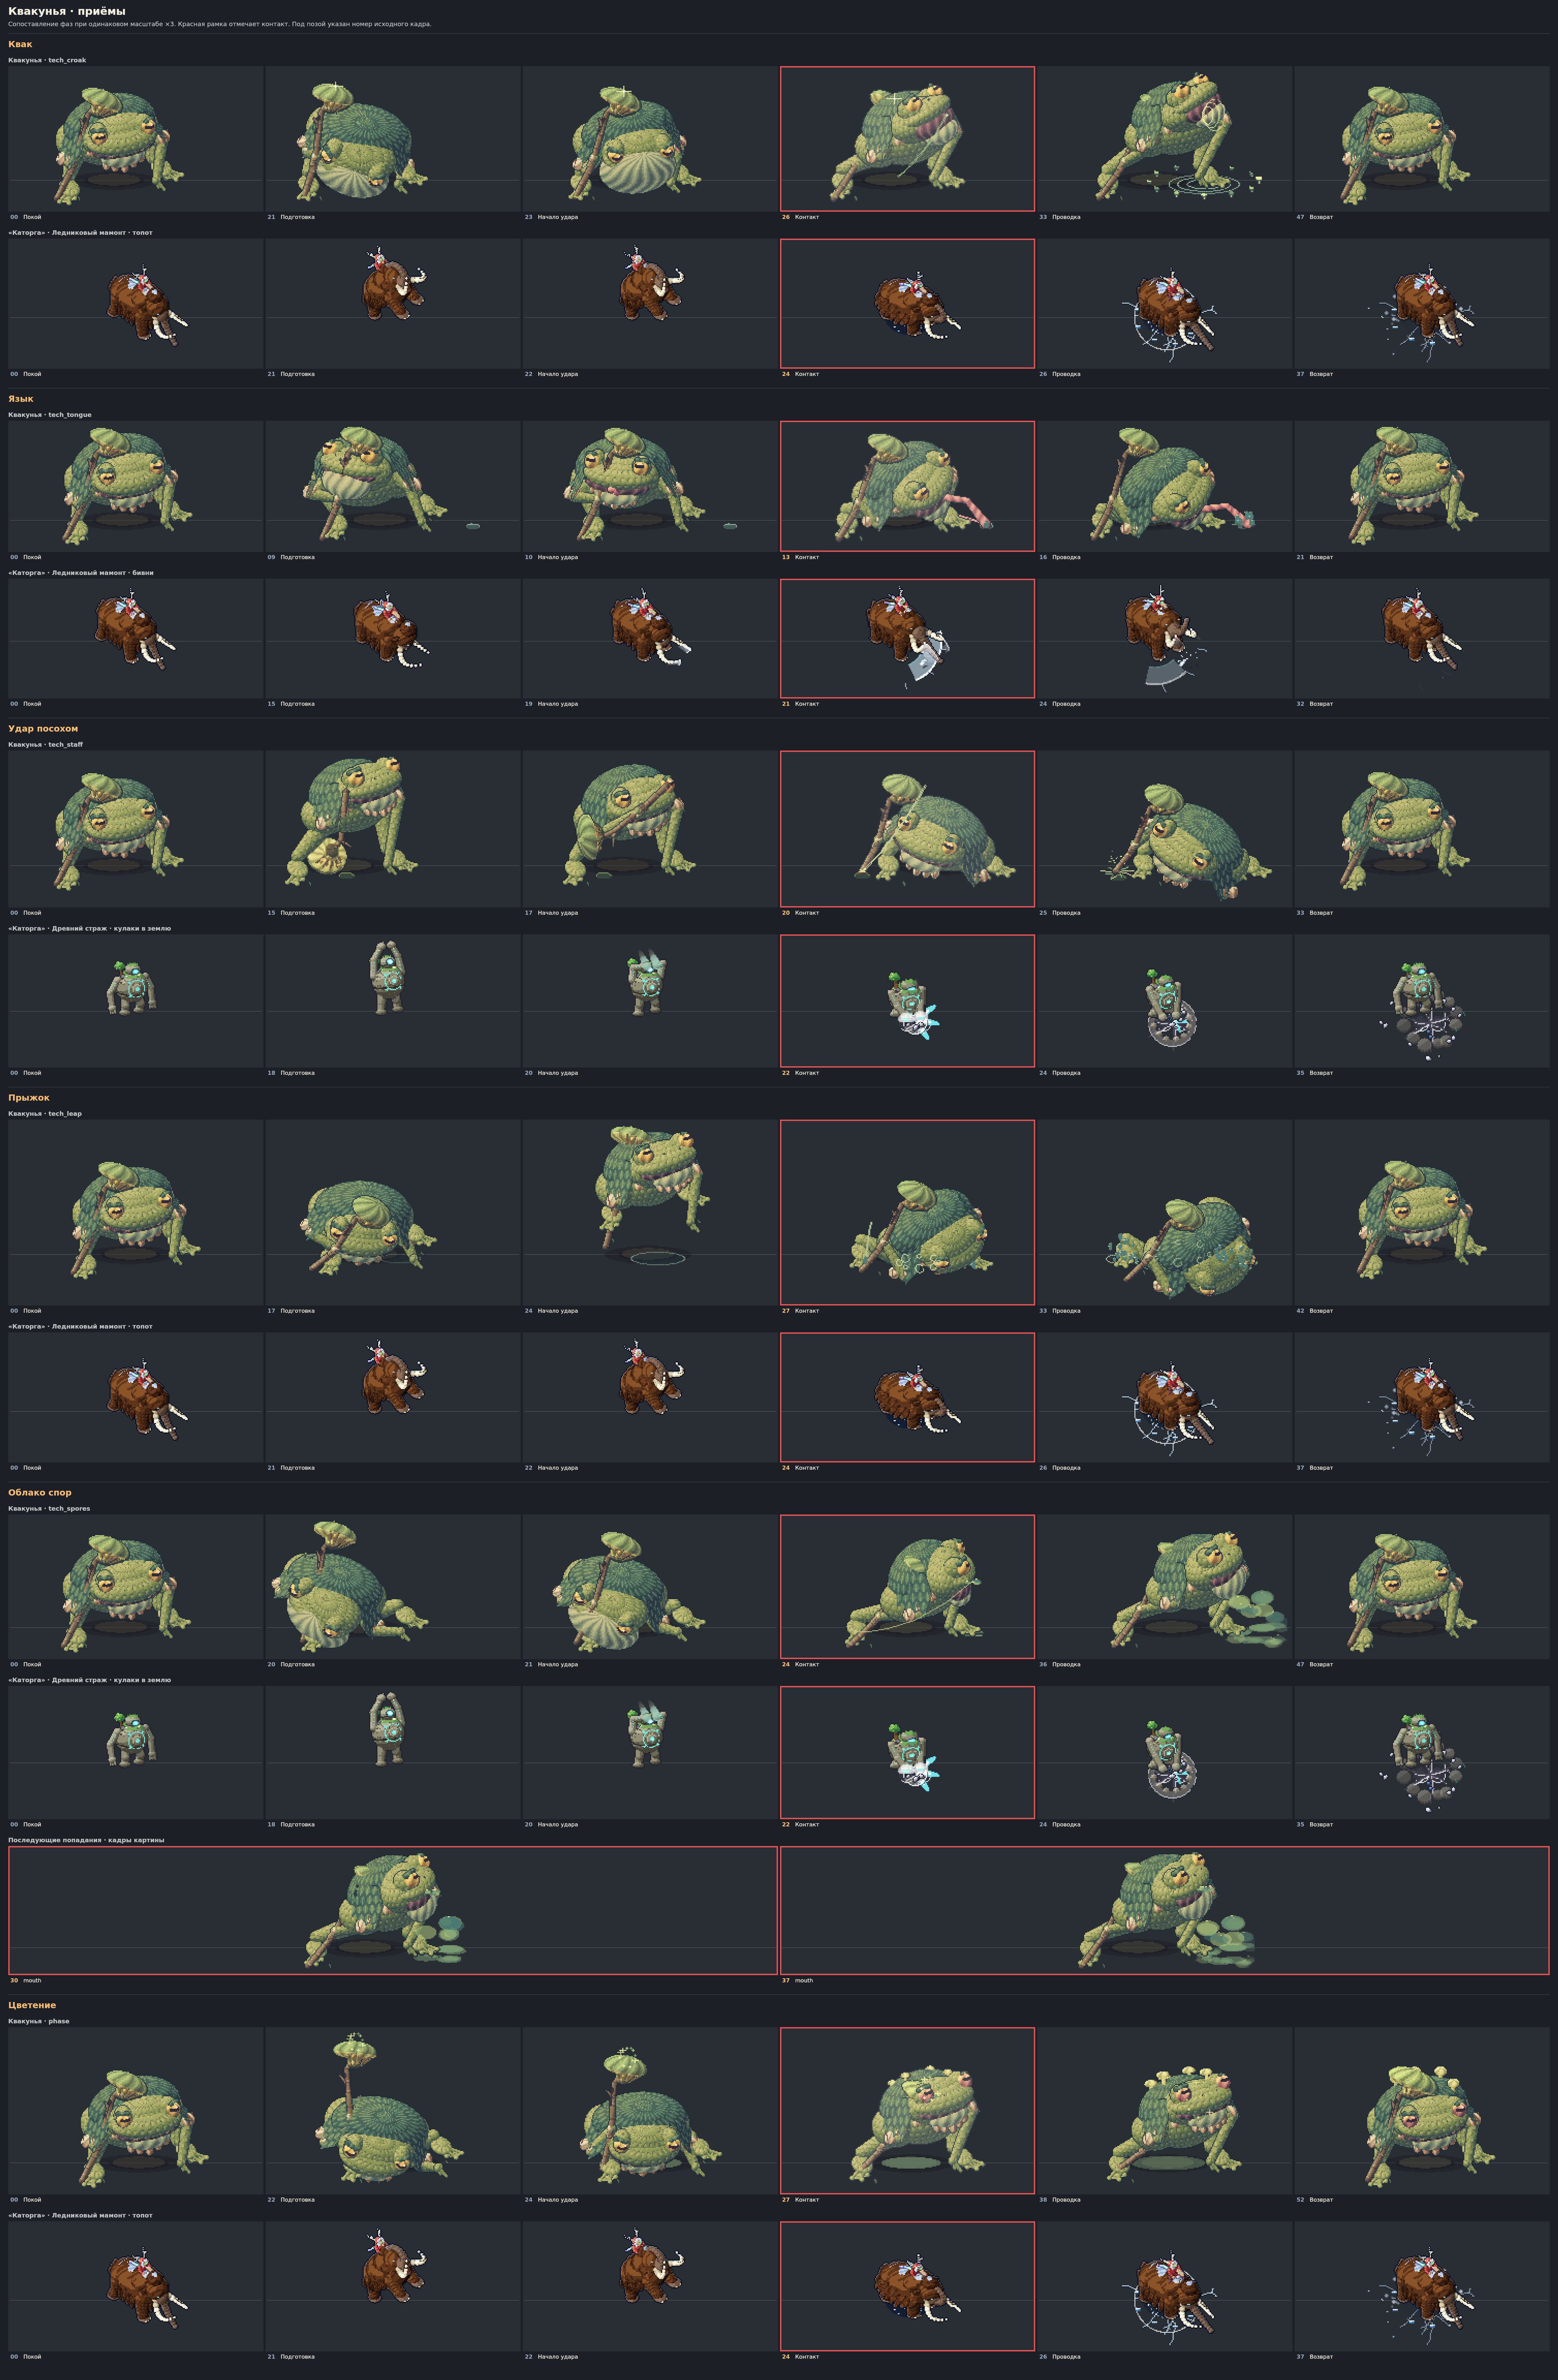 Квакунья · приёмы
Сопоставление фаз при одинаковом масштабе ×3. Красная рамка отмечает контакт. Под позой указан номер исходного кадра.
Квак
Квакунья · tech_croak
00 Покой 21 Подготовка 23 Начало удара 26 Контакт 33 Проводка 47 Возврат
«Каторга» · Ледниковый мамонт · топот
00 Покой 21 Подготовка 22 Начало удара 24 Контакт 26 Проводка 37 Возврат
Язык
Квакунья · tech_tongue
00 Покой 09 Подготовка 10 Начало удара 13 Контакт 16 Проводка 21 Возврат
«Каторга» · Ледниковый мамонт · бивни
00 Покой 15 Подготовка 19 Начало удара 21 Контакт 24 Проводка 32 Возврат
Удар посохом
Квакунья · tech_staff
00 Покой 15 Подготовка 17 Начало удара 20 Контакт 25 Проводка 33 Возврат
«Каторга» · Древний страж · кулаки в землю
00 Покой 18 Подготовка 20 Начало удара 22 Контакт 24 Проводка 35 Возврат
Прыжок
Квакунья · tech_leap
00 Покой 17 Подготовка 24 Начало удара 27 Контакт 33 Проводка 42 Возврат
«Каторга» · Ледниковый мамонт · топот
00 Покой 21 Подготовка 22 Начало удара 24 Контакт 26 Проводка 37 Возврат
Облако спор
Квакунья · tech_spores
00 Покой 20 Подготовка 21 Начало удара 24 Контакт 36 Проводка 47 Возврат
«Каторга» · Древний страж · кулаки в землю
00 Покой 18 Подготовка 20 Начало удара 22 Контакт 24 Проводка 35 Возврат
Последующие попадания · кадры картины
30 mouth 37 mouth
Цветение
Квакунья · phase
00 Покой 22 Подготовка 24 Начало удара 27 Контакт 38 Проводка 52 Возврат
«Каторга» · Ледниковый мамонт · топот
00 Покой 21 Подготовка 22 Начало удара 24 Контакт 26 Проводка 37 Возврат